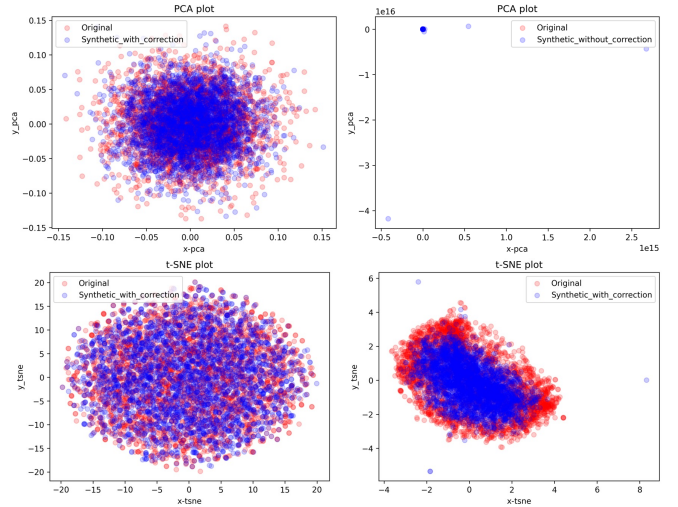 PCA plot
Original
Synthetic_with_correction
0.15
0.10
0.05
0.00
−0.05
−0.10
−0.15
y_pca
−0.15 −0.10 −0.05 0.00 0.05 0.10 0.15
x-pca
PCA plot
1e16
Original
Synthetic_without_correction
0
−1
−2
−3
−4
y_pca
−0.5 0.0 0.5 1.0 1.5 2.0 2.5
x-pca
1e15
t-SNE plot
Original
Synthetic_with_correction
20
15
10
5
0
−5
−10
−15
−20
y_tsne
−20 −15 −10 −5 0 5 10 15 20
x-tsne
t-SNE plot
Original
Synthetic_with_correction
6
4
2
0
−2
−4
y_tsne
−4 −2 0 2 4 6 8
x-tsne